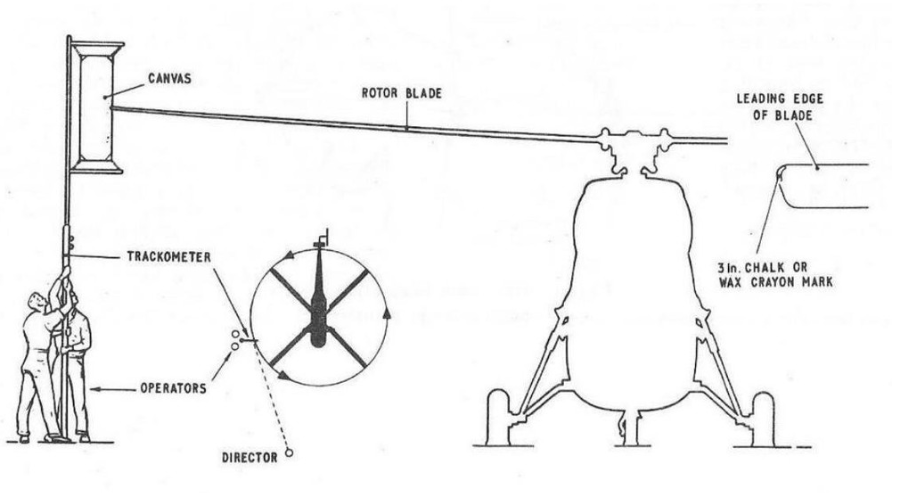 CANVAS
ROTOR BLADE
LEADING EDGE
OF BLADE
TRACKOMETER
3 In. CHALK OR
WAX CRAYON MARK
OPERATORS
DIRECTOR